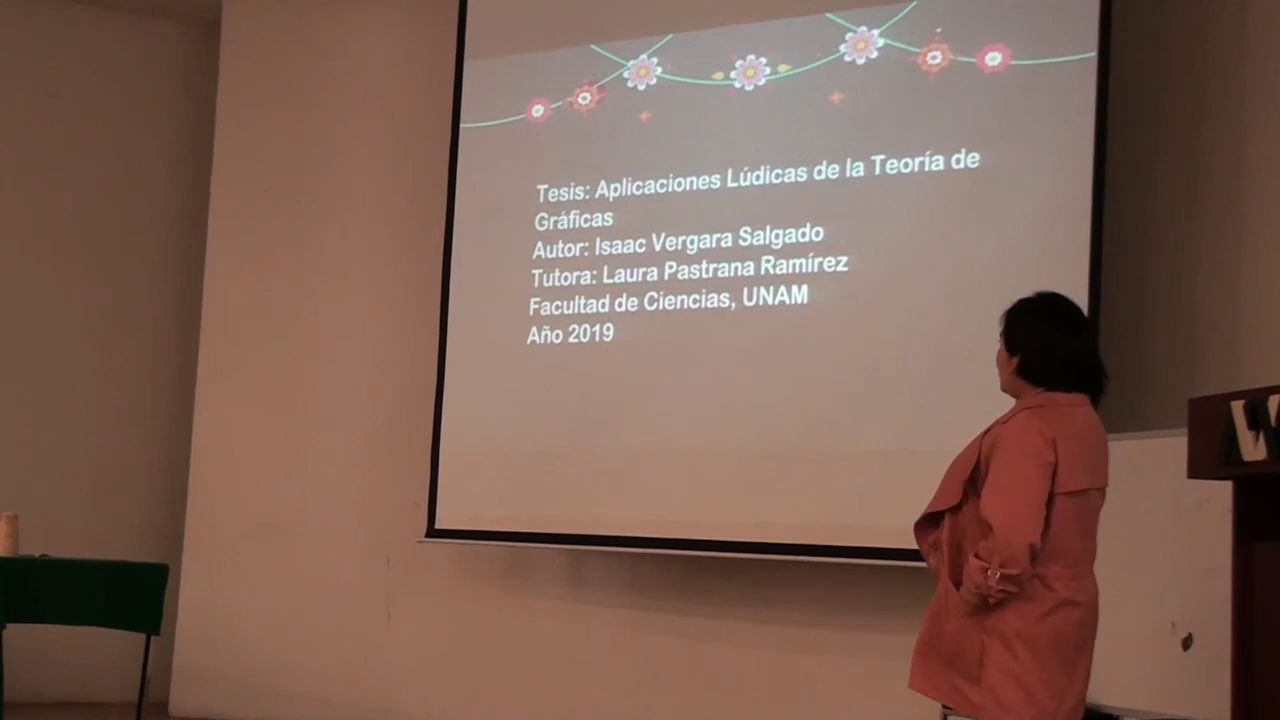 Tesis: Aplicaciones Lúdicas de la Teoría de
Gráficas
Autor: Isaac Vergara Salgado
Tutora: Laura Pastrana Ramírez
Facultad de Ciencias, UNAM
Año 2019